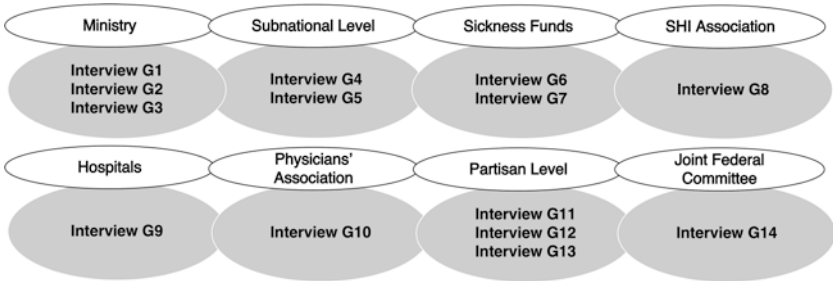 Ministry
Subnational Level
Sickness Funds
SHI Association
Interview G1
Interview G2
Interview G3
Interview G4
Interview G5
Interview G6
Interview G7
Interview G8
Hospitals
Physicians'
Association
Partisan Level
Joint Federal
Committee
Interview G9
Interview G10
Interview G11
Interview G12
Interview G13
Interview G14